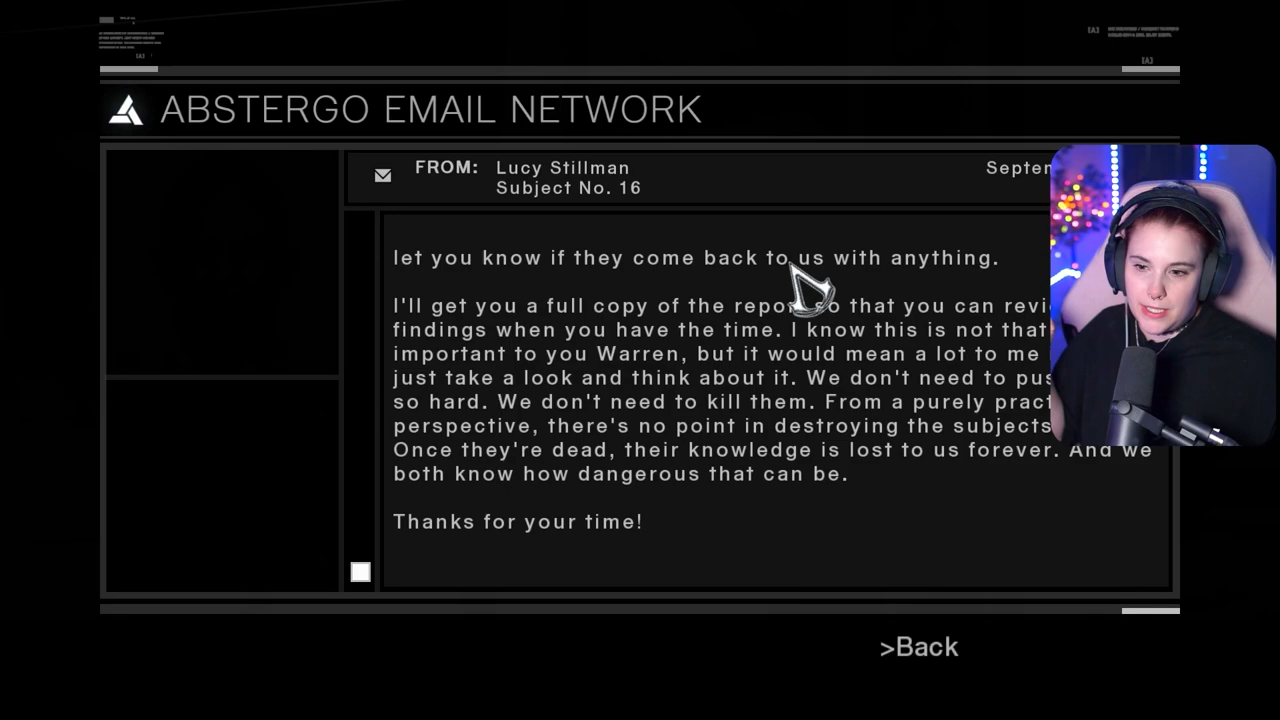 ABSTERGO EMAIL NETWORK
FROM: Lucy Stillman
Subject No. 16
let you know if they come back to us with anything.
I'll get you a full copy of the report so that you can
findings when you have the time. I know this is not that
important to you Warren, but it would mean a lot to me
just take a look and think about it. We don't need to
so hard. We don't need to kill them. From a purely
perspective, there's no point in destroying the subjects
Once they're dead, their knowledge is lost to us forever. And we
both know how dangerous that can be.
Thanks for your time!
>Back